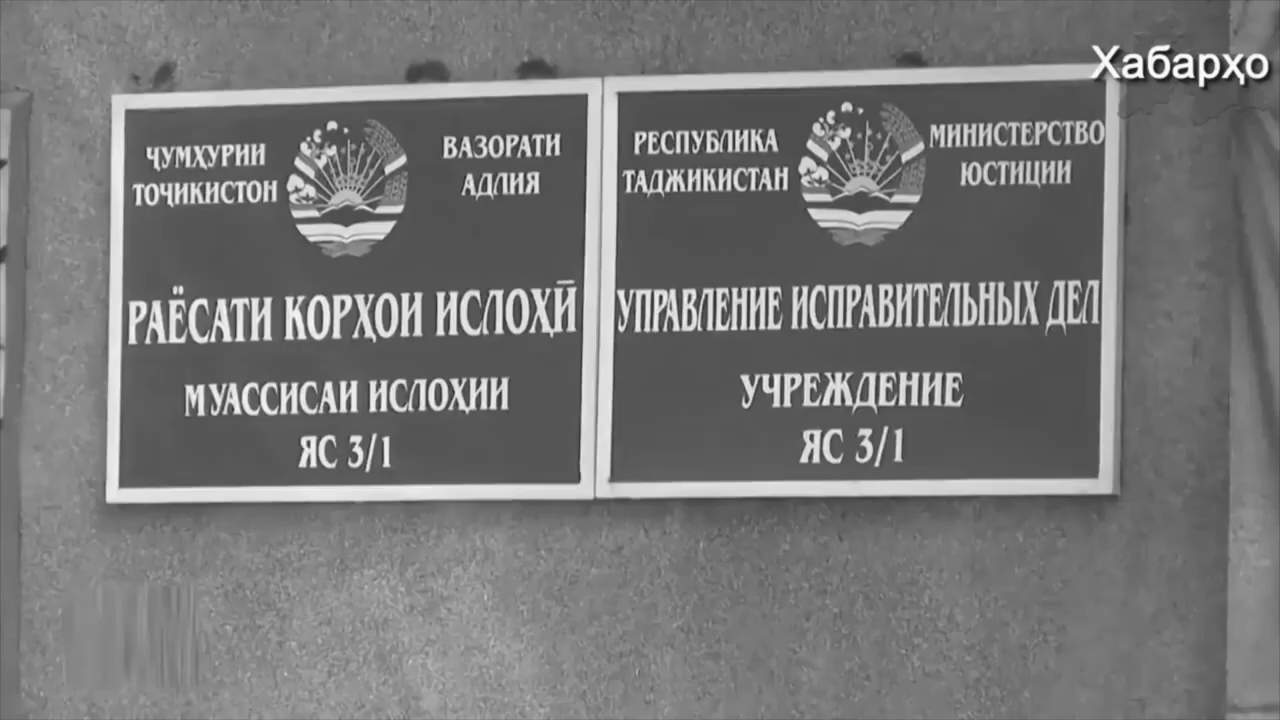 Хабарҳо
ҶУМҲУРИИ
ТОҶИКИСТОН
ВАЗОРАТИ
АДЛИЯ
РАЁСАТИ КОРҲОИ ИСЛОҲӢ
МУАССИСАИ ИСЛОҲИИ
ЯС 3/1
РЕСПУБЛИКА
ТАДЖИКИСТАН
МИНИСТЕРСТВО
ЮСТИЦИИ
УПРАВЛЕНИЕ ИСПРАВИТЕЛЬНЫХ ДЕЛ
УЧРЕЖДЕНИЕ
ЯС 3/1